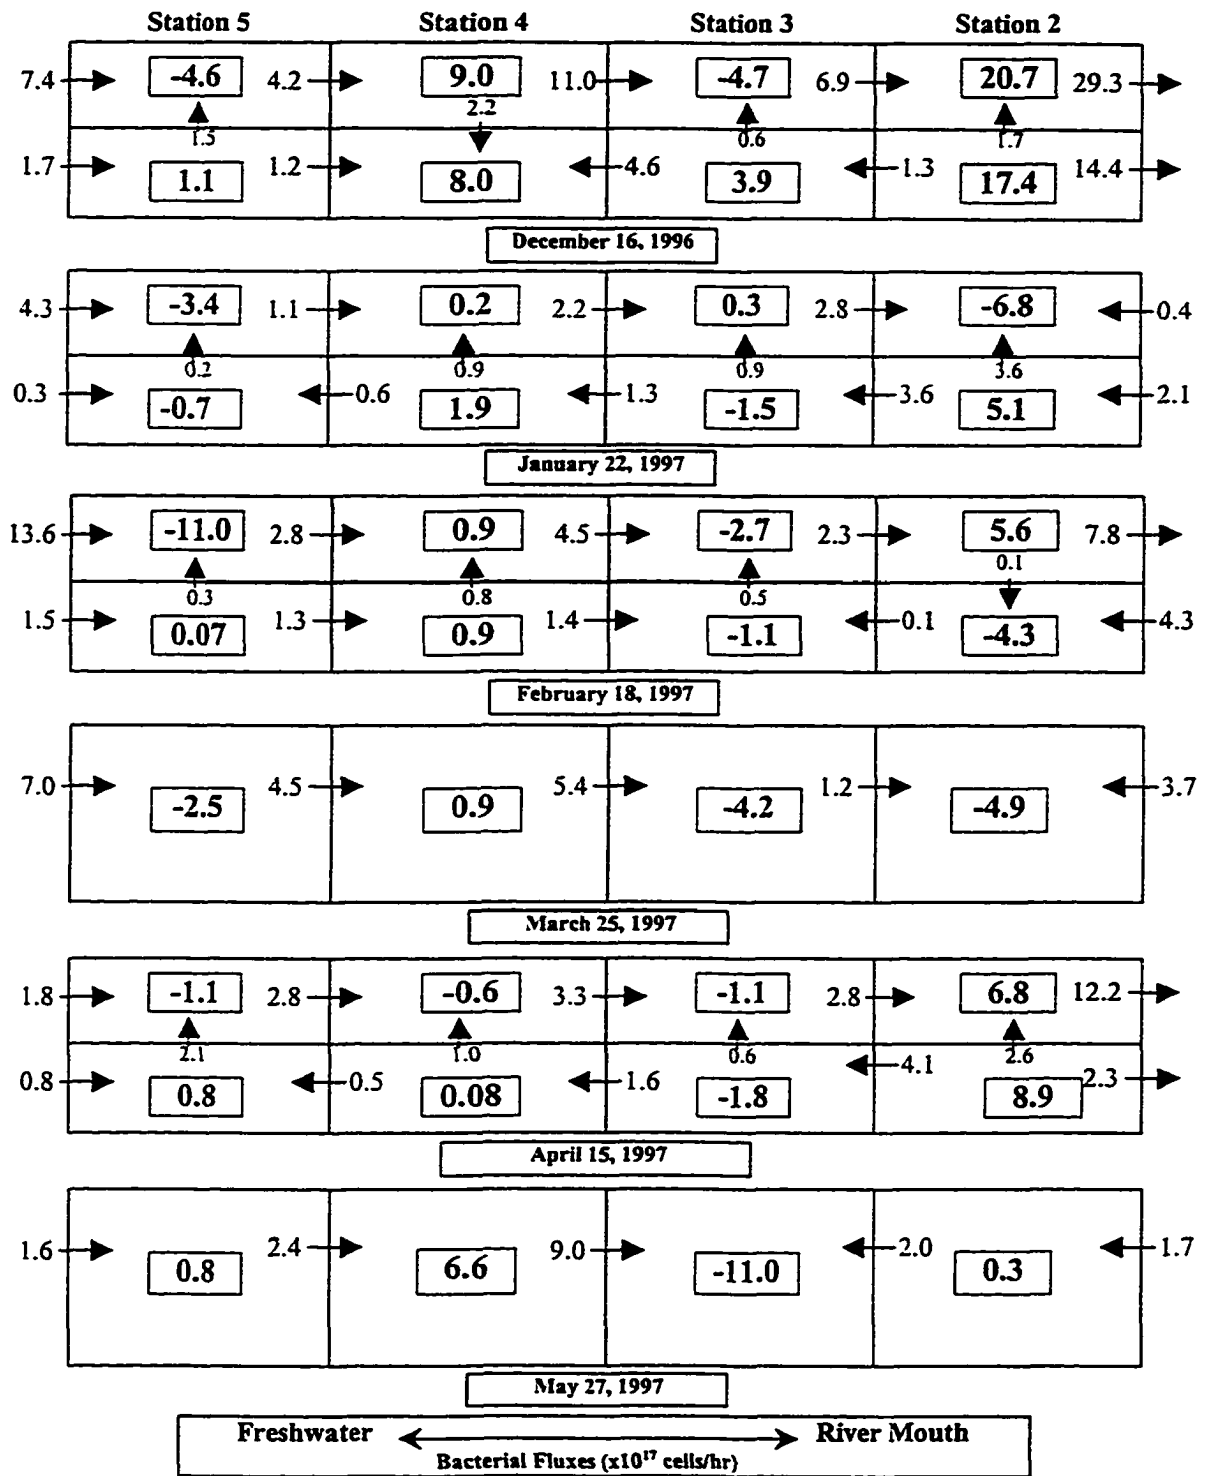 Station 5 Station 4 Station 3 Station 2
7.4 -4.6 4.2 9.0 11.0 -4.7 6.9 20.7 29.3
1.5 2.2 0.6 1.7
1.7 1.1 1.2 8.0 4.6 3.9 1.3 17.4 14.4
December 16, 1996
4.3 -3.4 1.1 0.2 2.2 0.3 2.8 -6.8 0.4
0.2 0.9 0.9 3.6
0.3 -0.7 0.6 1.9 1.3 -1.5 3.6 5.1 2.1
January 22, 1997
13.6 -11.0 2.8 0.9 4.5 -2.7 2.3 5.6 7.8
0.3 0.8 0.5 0.1
1.5 0.07 1.3 0.9 1.4 -1.1 0.1 -4.3 4.3
February 18, 1997
7.0 -2.5 4.5 0.9 5.4 -4.2 1.2 -4.9 3.7
March 25, 1997
1.8 -1.1 2.8 -0.6 3.3 -1.1 2.8 6.8 12.2
2.1 1.0 0.6 2.6
0.8 0.8 0.5 0.08 1.6 -1.8 4.1 8.9 2.3
April 15, 1997
1.6 0.8 2.4 6.6 9.0 -11.0 2.0 0.3 1.7
May 27, 1997
Freshwater River Mouth
Bacterial Fluxes (x10¹⁷ cells/hr)